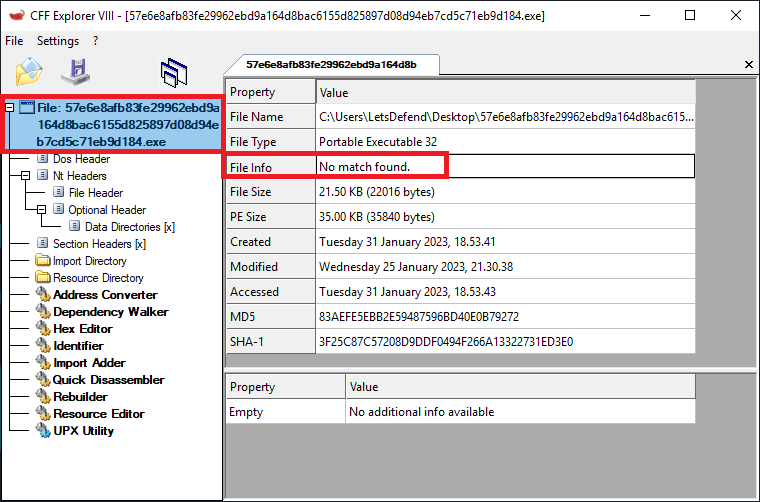 CFF Explorer VIII - [57e6e8afb83fe29962ebd9a164d8bac6155d825897d08d94eb7cd5c71eb9d184.exe]
File Settings ?
57e6e8afb83fe29962ebd9a164d8b
File: 57e6e8afb83fe29962ebd9a
164d8bac6155d825897d08d94e
b7cd5c71eb9d184.exe
Dos Header
Nt Headers
File Header
Optional Header
Data Directories [x]
Section Headers [x]
Import Directory
Resource Directory
Address Converter
Dependency Walker
Hex Editor
Identifier
Import Adder
Quick Disassembler
Rebuilder
Resource Editor
UPX Utility
Property Value
File Name C:\Users\LetsDefend\Desktop\57e6e8afb83fe29962ebd9a164d8bac615...
File Type Portable Executable 32
File Info No match found.
File Size 21.50 KB (22016 bytes)
PE Size 35.00 KB (35840 bytes)
Created Tuesday 31 January 2023, 18.53.41
Modified Wednesday 25 January 2023, 21.30.38
Accessed Tuesday 31 January 2023, 18.53.43
MD5 83AEFE5EBB2E59487596BD40E0B79272
SHA-1 3F25C87C57208D9DDF0494F266A13322731ED3E0
Property Value
Empty No additional info available